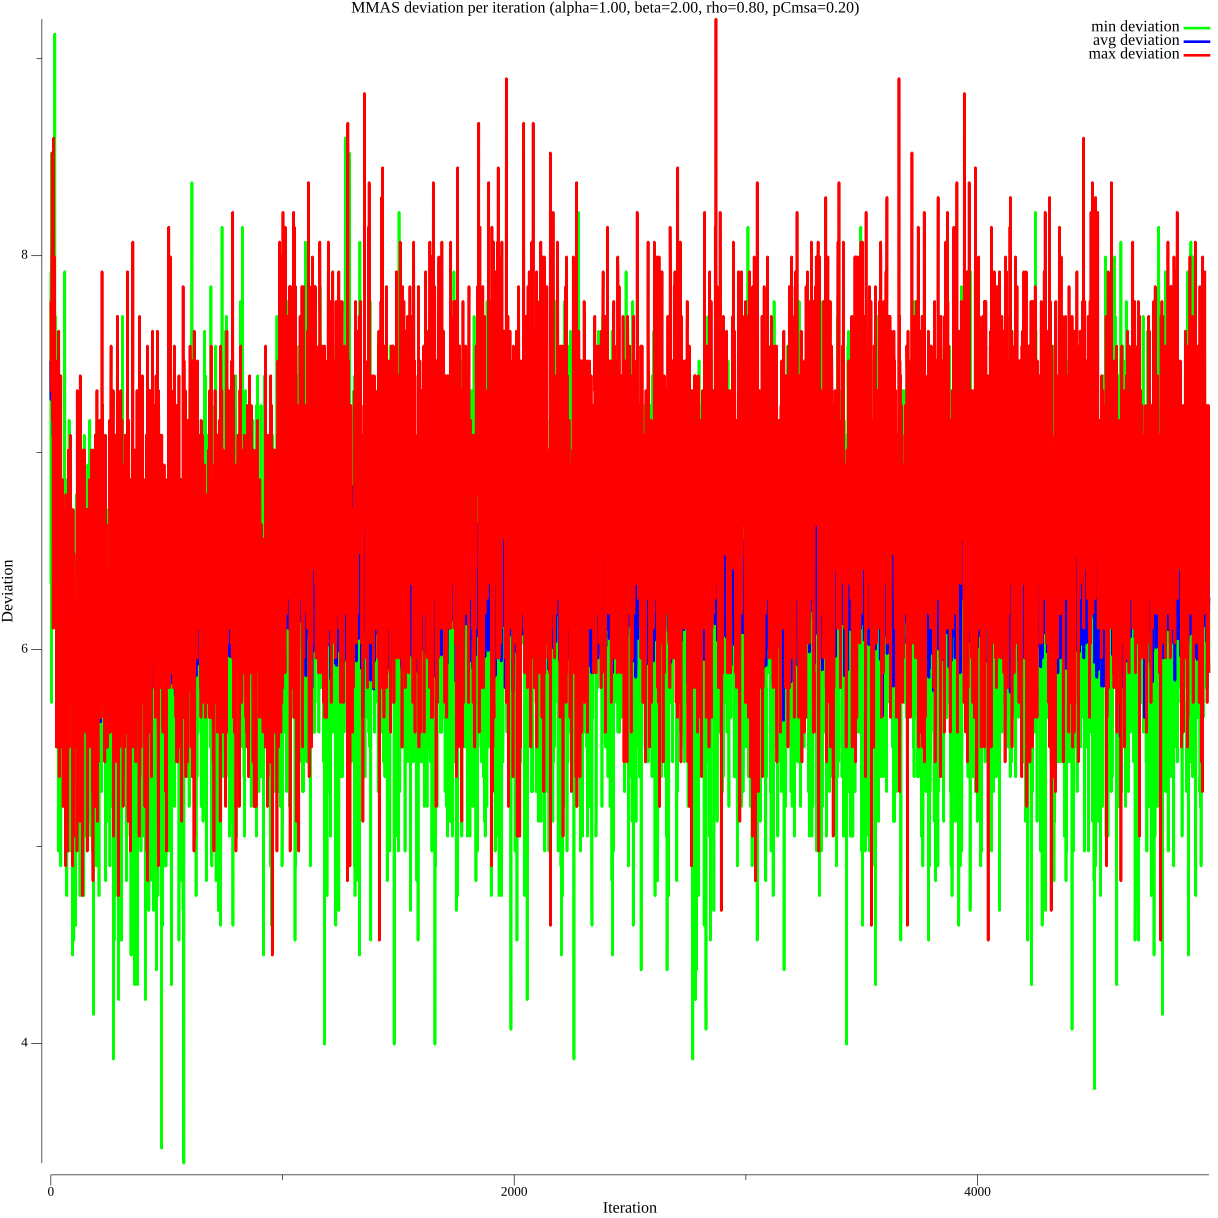 MMAS deviation per iteration (alpha=1.00, beta=2.00, rho=0.80, pCmsa=0.20)
min deviation
avg deviation
max deviation
8
6
4
Deviation
0
2000
4000
Iteration